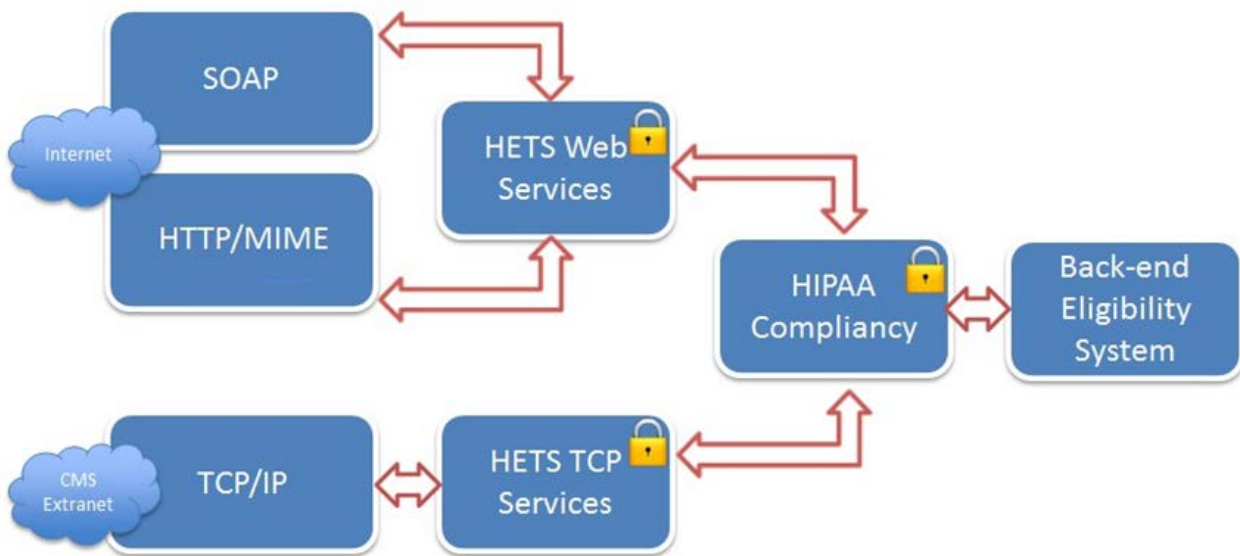 SOAP
Internet
HTTP/MIME
HETS Web
Services
HIPAA
Compliancy
Back-end
Eligibility
System
CMS
Extranet
TCP/IP
HETS TCP
Services